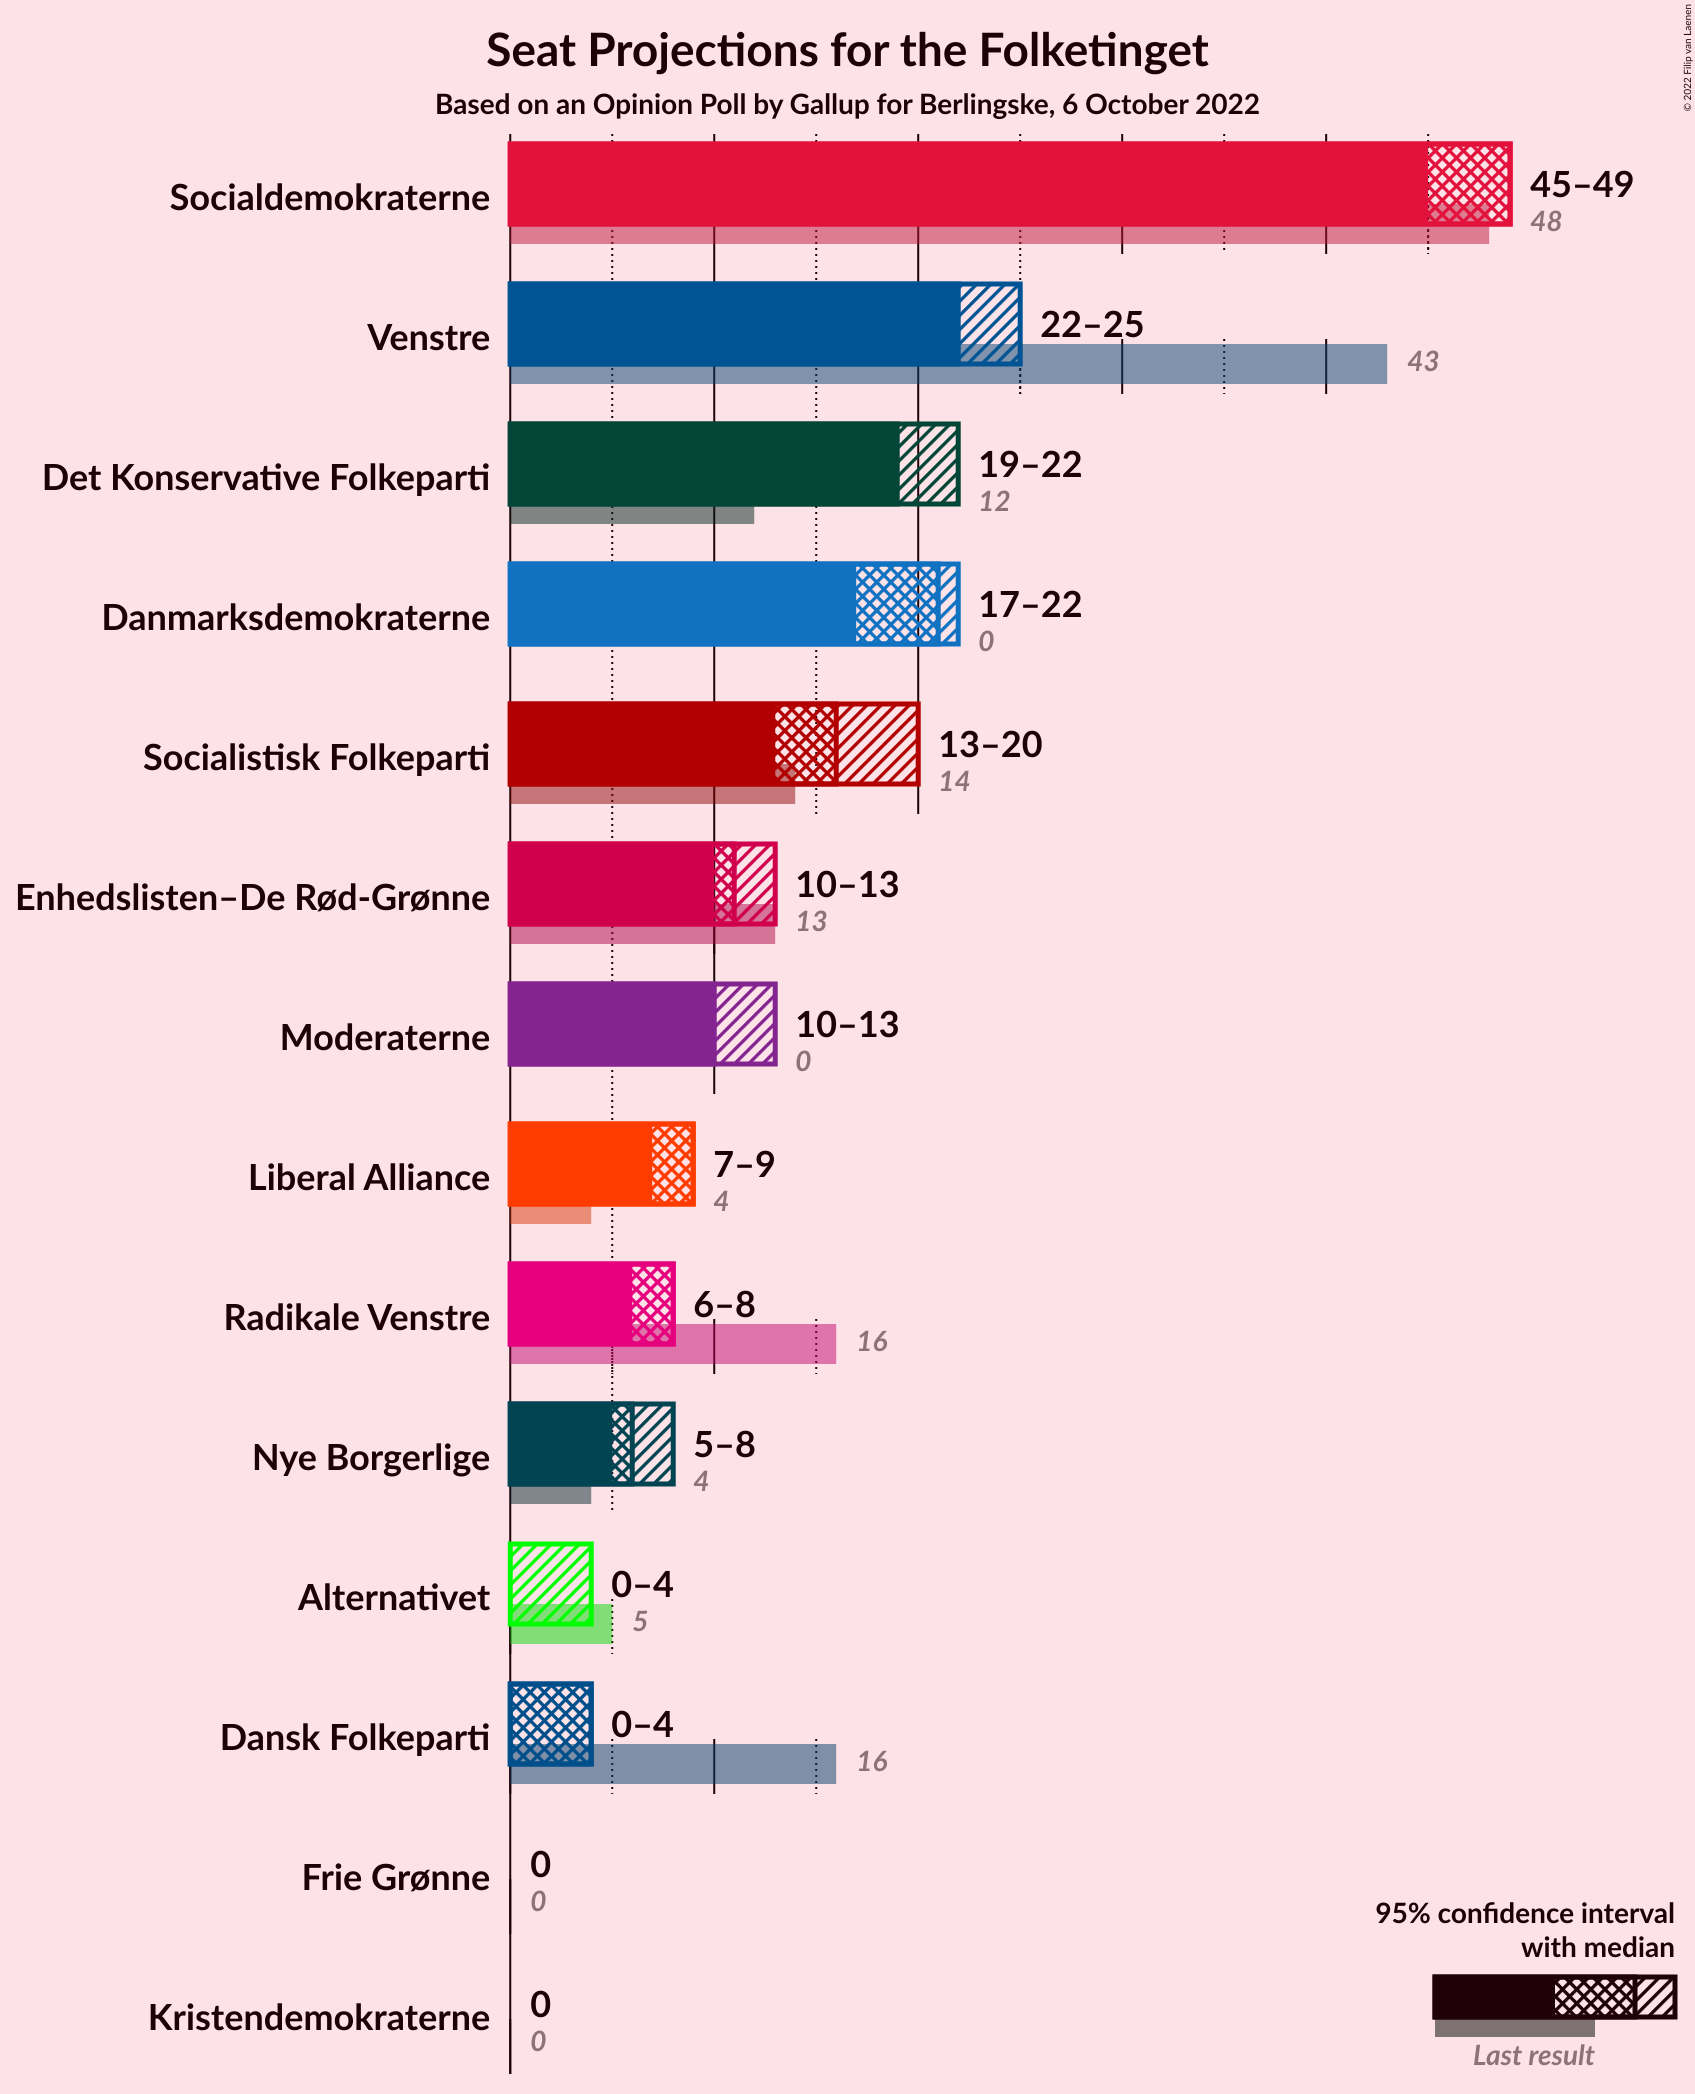 Seat Projections for the Folketinget
Based on an Opinion Poll by Gallup for Berlingske, 6 October 2022
© 2022 Filip van Laenen
Socialdemokraterne
45–49
48
Venstre
22–25
43
Det Konservative Folkeparti
19–22
12
Danmarksdemokraterne
17–22
0
Socialistisk Folkeparti
13–20
14
Enhedslisten–De Rød-Grønne
10–13
13
Moderaterne
10–13
0
Liberal Alliance
7–9
4
Radikale Venstre
6–8
16
Nye Borgerlige
5–8
4
Alternativet
0–4
5
Dansk Folkeparti
0–4
16
Frie Grønne
0
0
Kristendemokraterne
0
0
95% confidence interval
with median
Last result